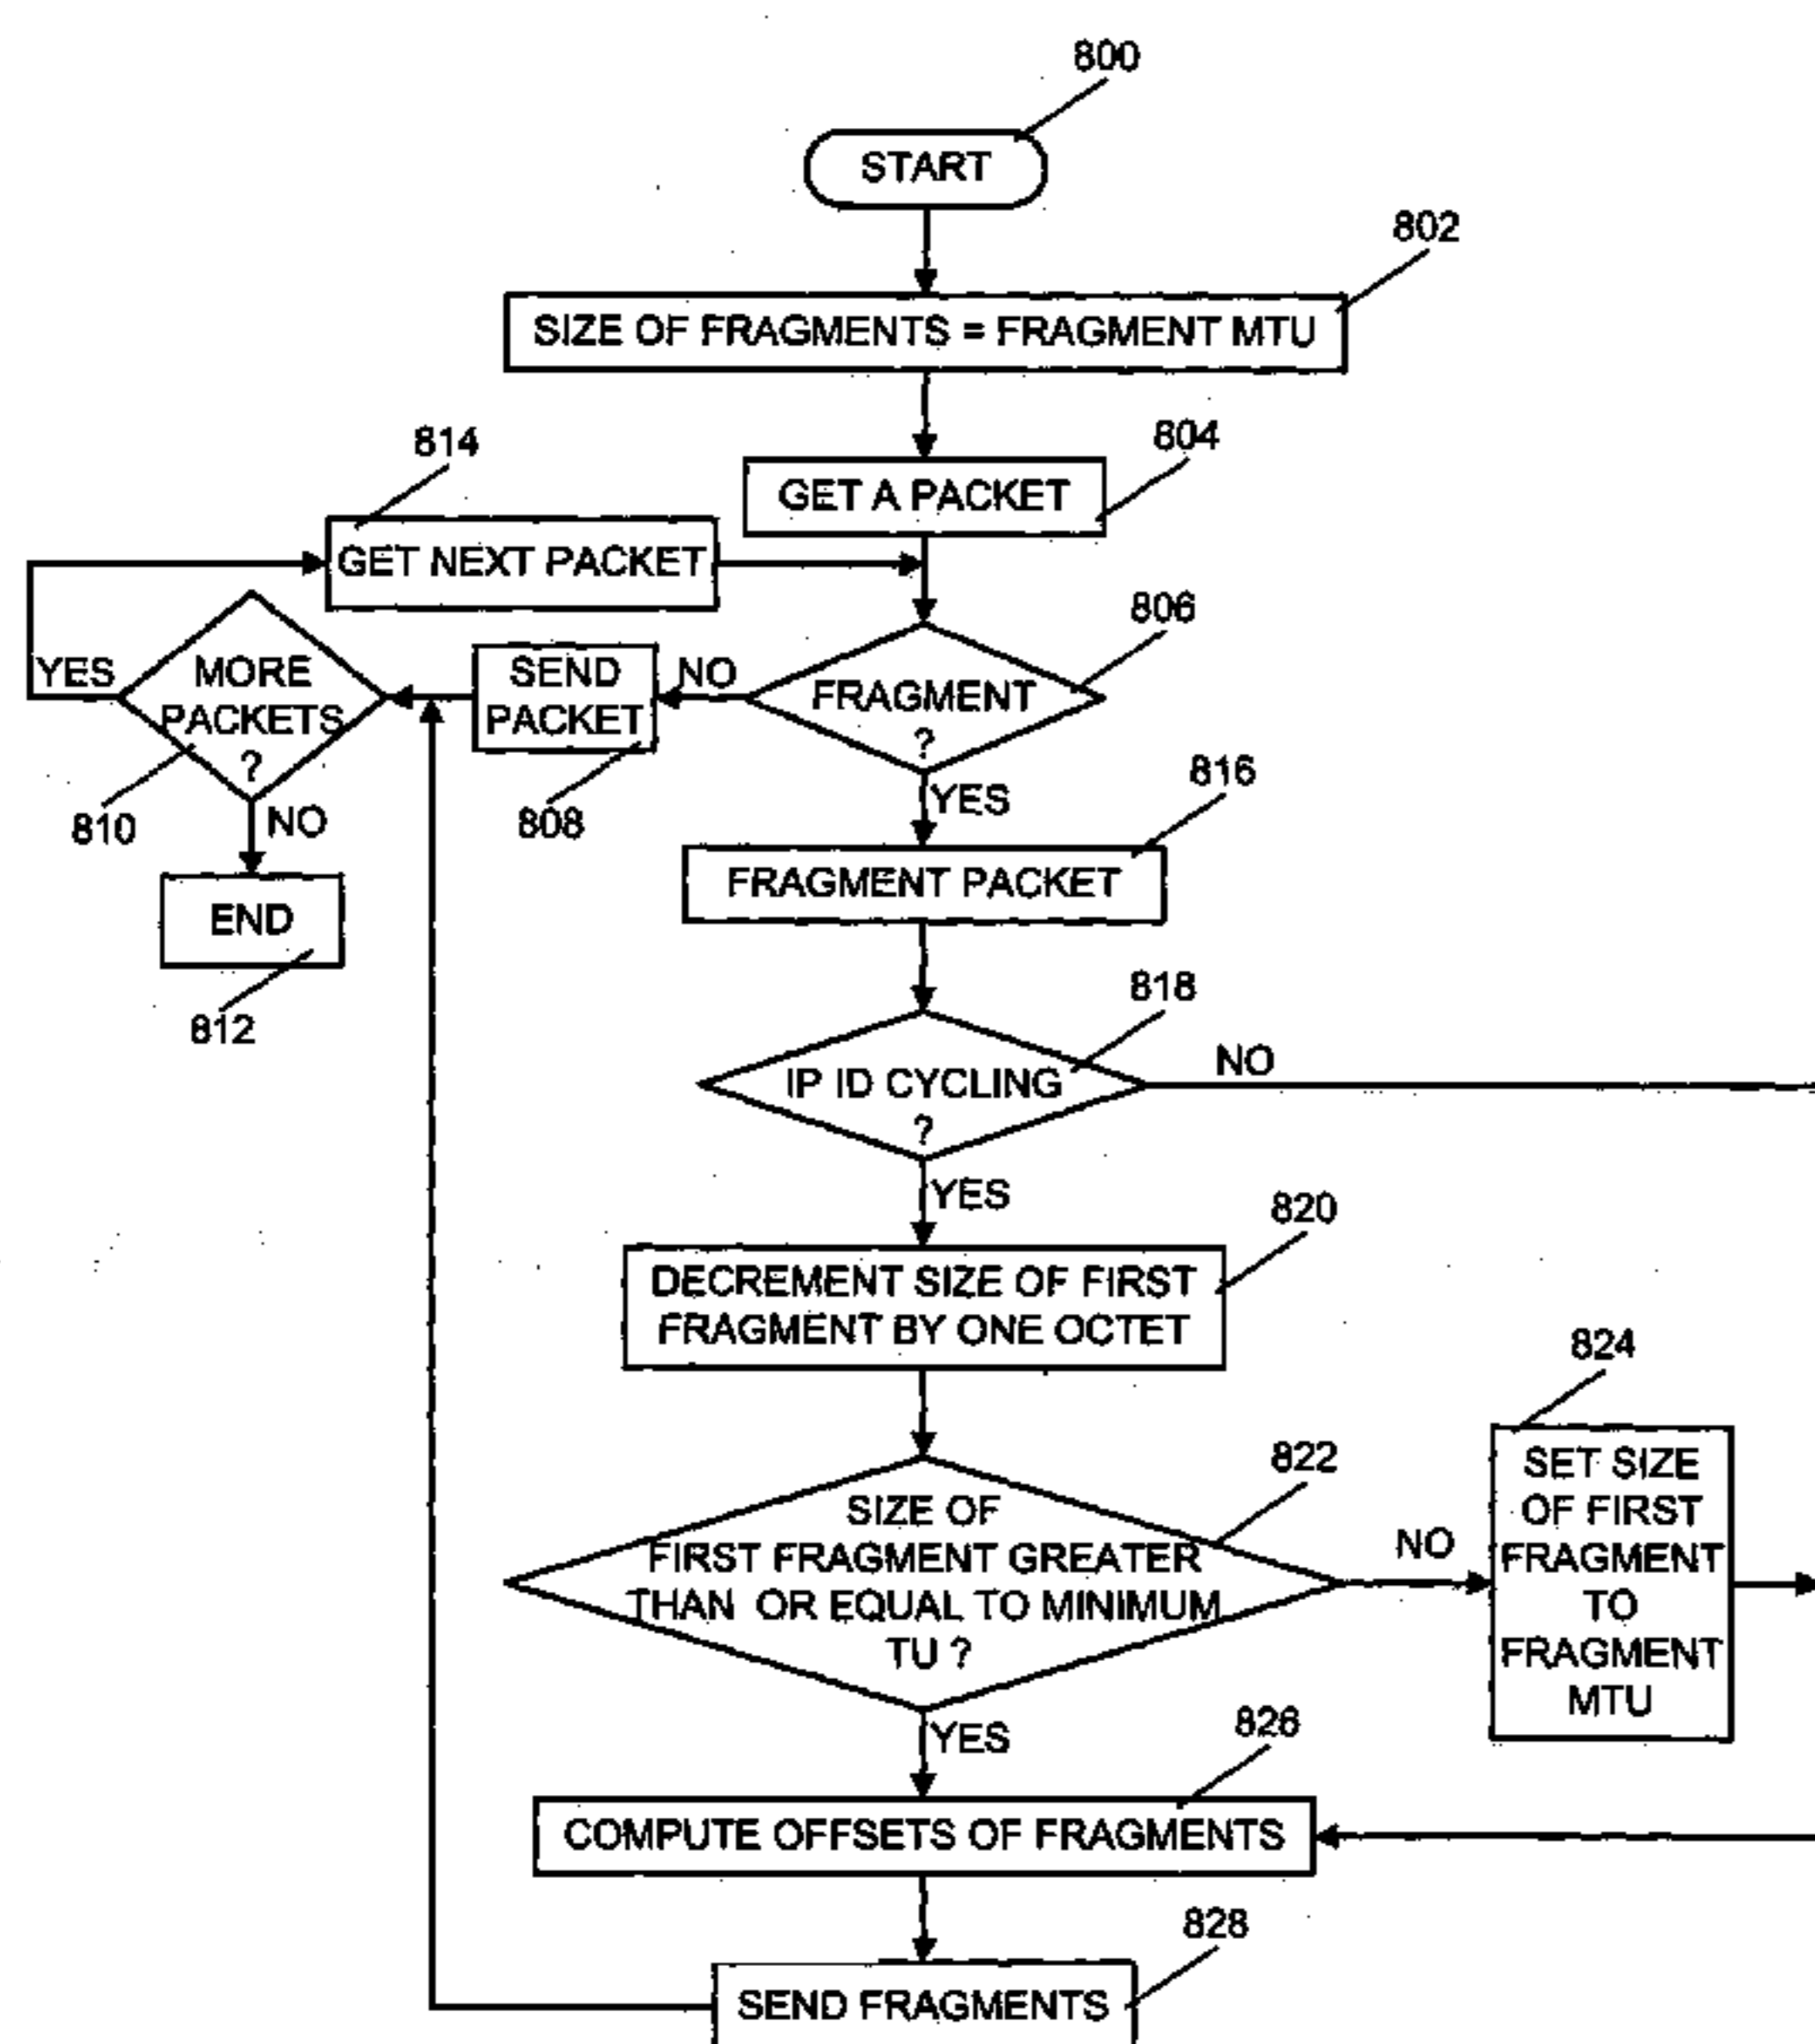 800
START
802
SIZE OF FRAGMENTS = FRAGMENT MTU
814
804
GET A PACKET
GET NEXT PACKET
806
YES
MORE
PACKETS
?
SEND
PACKET
NO
FRAGMENT
?
810
NO
808
YES
816
FRAGMENT PACKET
END
812
818
IP ID CYCLING
?
NO
YES
820
DECREMENT SIZE OF FIRST
FRAGMENT BY ONE OCTET
824
822
SIZE OF
FIRST FRAGMENT GREATER
THAN OR EQUAL TO MINIMUM
TU ?
NO
SET SIZE
OF FIRST
FRAGMENT
TO
FRAGMENT
MTU
YES
826
COMPUTE OFFSETS OF FRAGMENTS
828
SEND FRAGMENTS